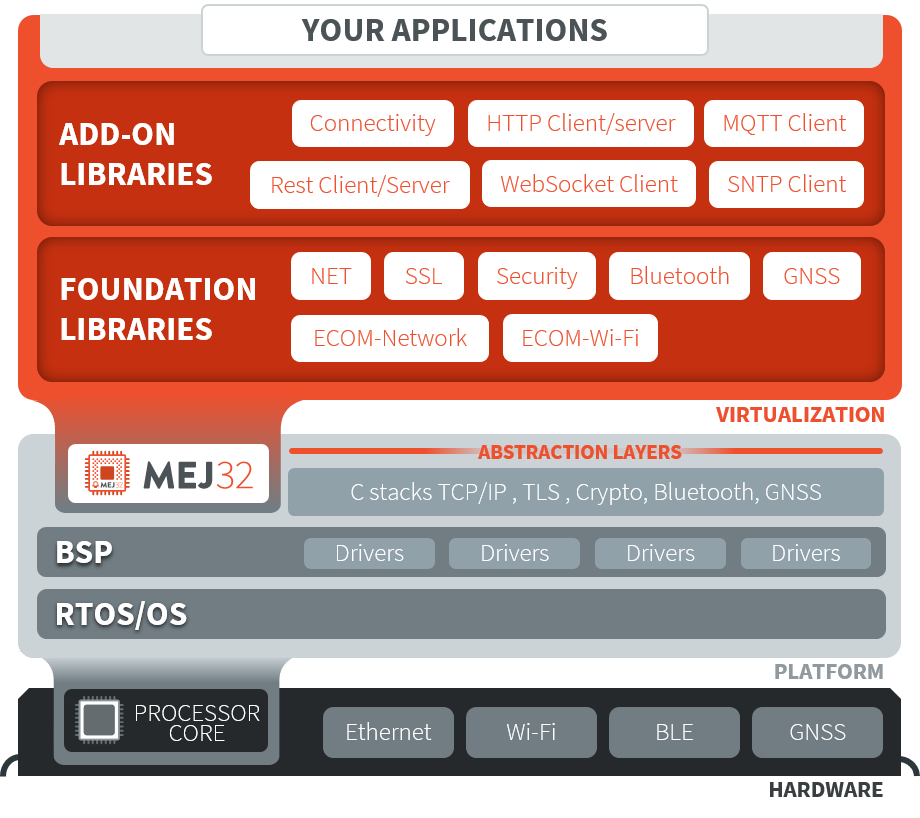 YOUR APPLICATIONS
ADD-ON
LIBRARIES
Connectivity
HTTP Client/server
MQTT Client
Rest Client/Server
WebSocket Client
SNTP Client
FOUNDATION
LIBRARIES
NET
SSL
Security
Bluetooth
GNSS
ECOM-Network
ECOM-Wi-Fi
VIRTUALIZATION
MEJ32
MEJ32
ABSTRACTION LAYERS
C stacks TCP/IP , TLS , Crypto, Bluetooth, GNSS
BSP
Drivers
Drivers
Drivers
Drivers
RTOS/OS
PLATFORM
PROCESSOR
CORE
Ethernet
Wi-Fi
BLE
GNSS
HARDWARE